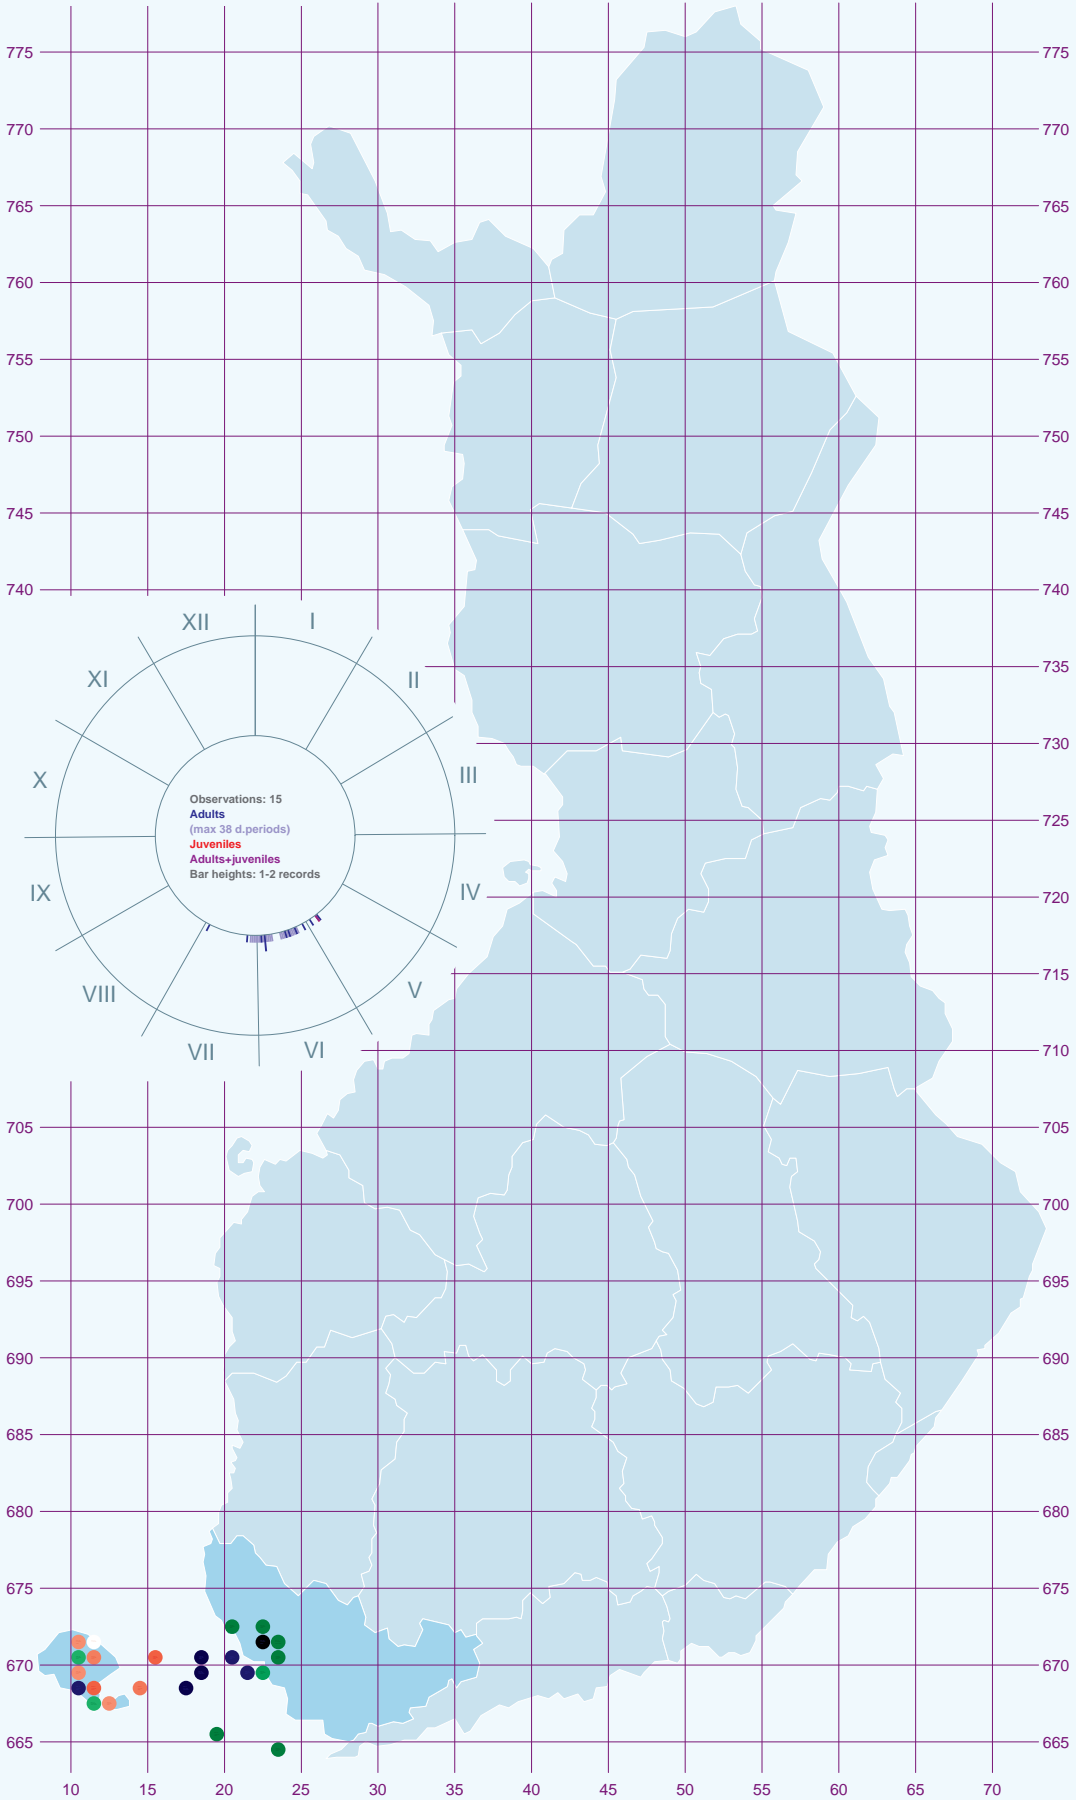 775 775
770 770
765 765
760 760
755 755
750 750
745 745
740 740
XII I
735
XI II
730
X III
Observations: 15
Adults
(max 38 d.periods)
725
Juveniles
Adults+juveniles
Bar heights: 1-2 records
IX IV
720
VIII V
715
VII VI
710
705 705
700 700
695 695
690 690
685 685
680 680
675 675
670 670
665 665
10 15 20 25 30 35 40 45 50 55 60 65 70